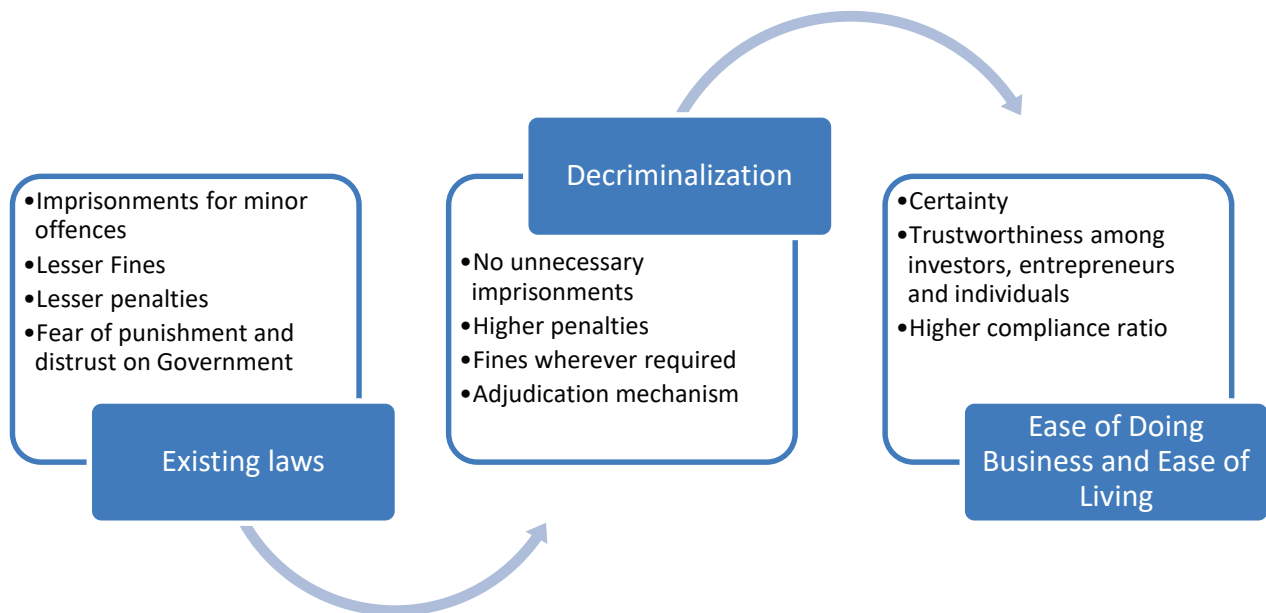 •Imprisonments for minor
offences
•Lesser Fines
•Lesser penalties
•Fear of punishment and
distrust on Government
Existing laws
Decriminalization
•No unnecessary
imprisonments
•Higher penalties
•Fines wherever required
•Adjudication mechanism
•Certainty
•Trustworthiness among
investors, entrepreneurs
and individuals
•Higher compliance ratio
Ease of Doing
Business and Ease of
Living